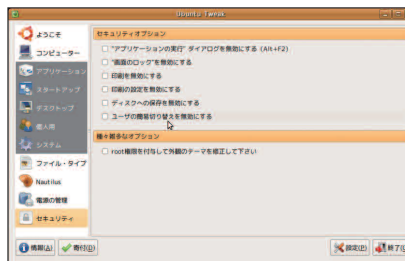 Ubuntu Tweak
ようこそ
コンピューター
アプリケーション
スタートアップ
デスクトップ
個人用
システム
ファイル・タイプ
Nautilus
電源の管理
セキュリティ
セキュリティオプション
"アプリケーションの実行" ダイアログを無効にする (Alt+F2)
"画面のロック"を無効にする
印刷を無効にする
印刷の設定を無効にする
ディスクへの保存を無効にする
ユーザの簡易切り替えを無効にする
種々雑多なオプション
root権限を付与して外観のテーマを修正して下さい
情報(A)
寄付(D)
設定(P)
終了(